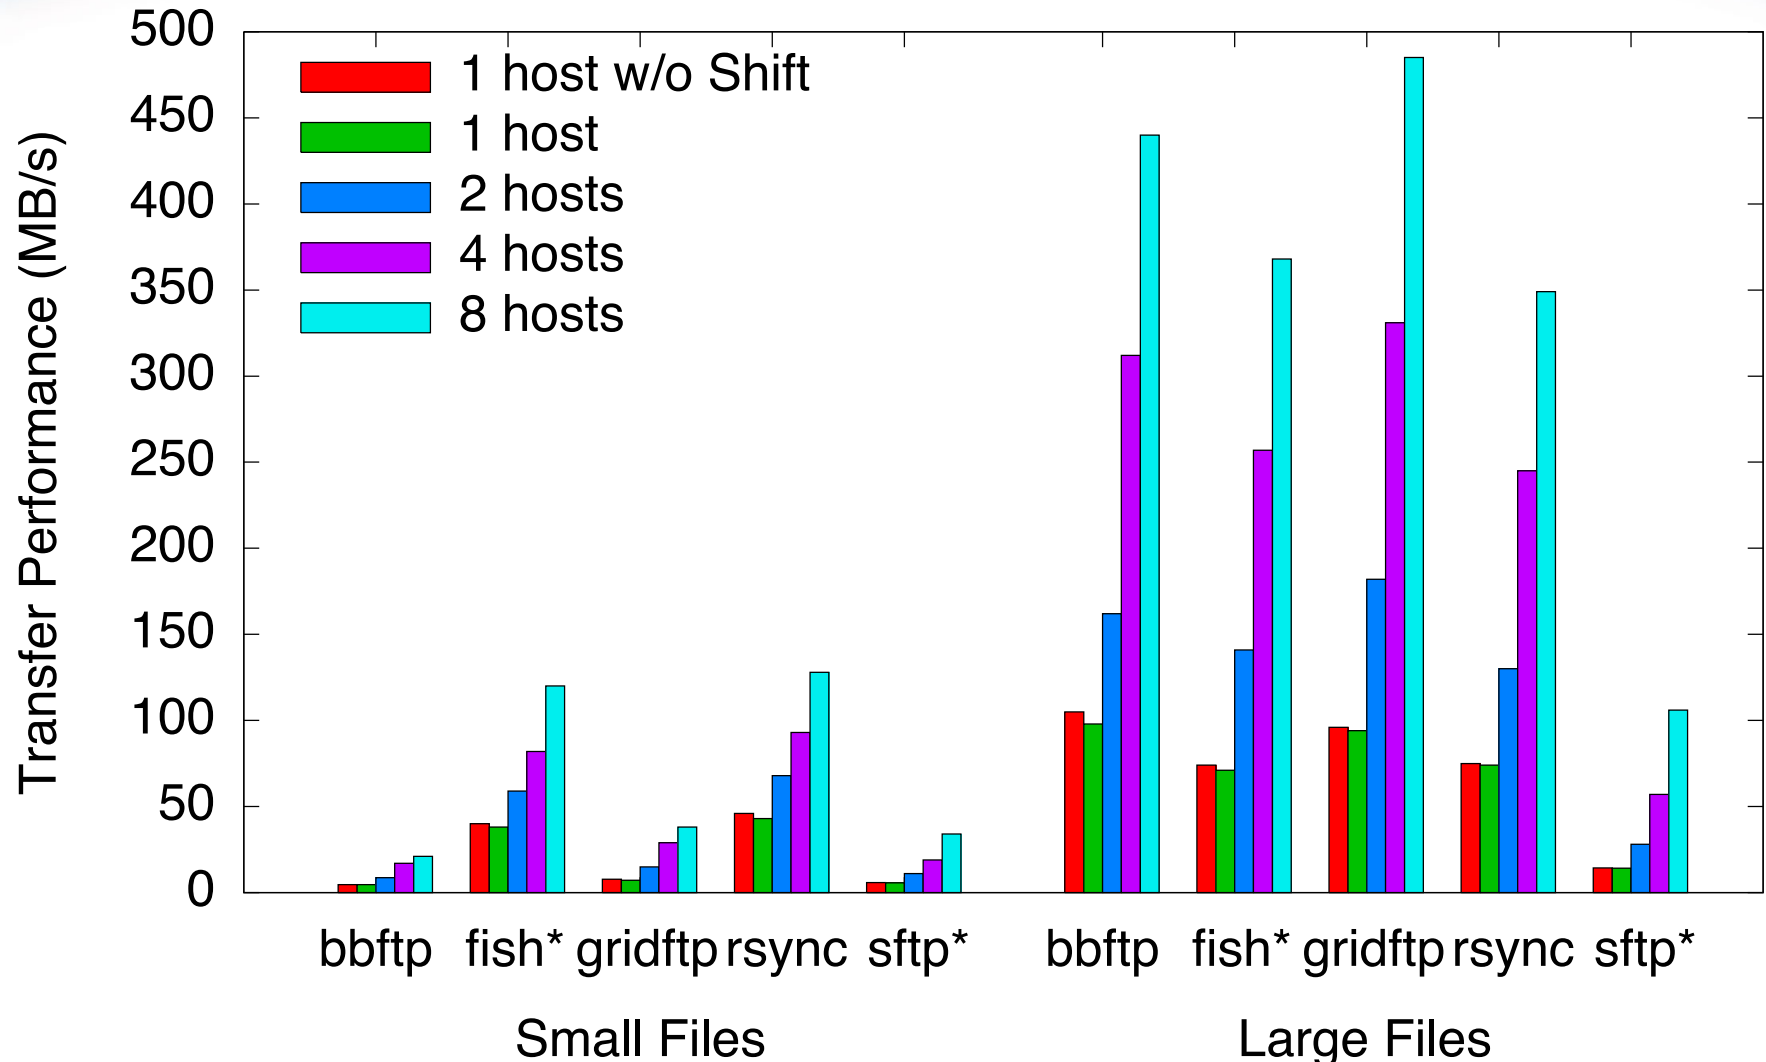 Transfer Performance (MB/s)
500
450
400
350
300
250
200
150
100
50
0
1 host w/o Shift
1 host
2 hosts
4 hosts
8 hosts
bbftp fish* gridftp rsync sftp* bbftp fish* gridftp rsync sftp*
Small Files Large Files